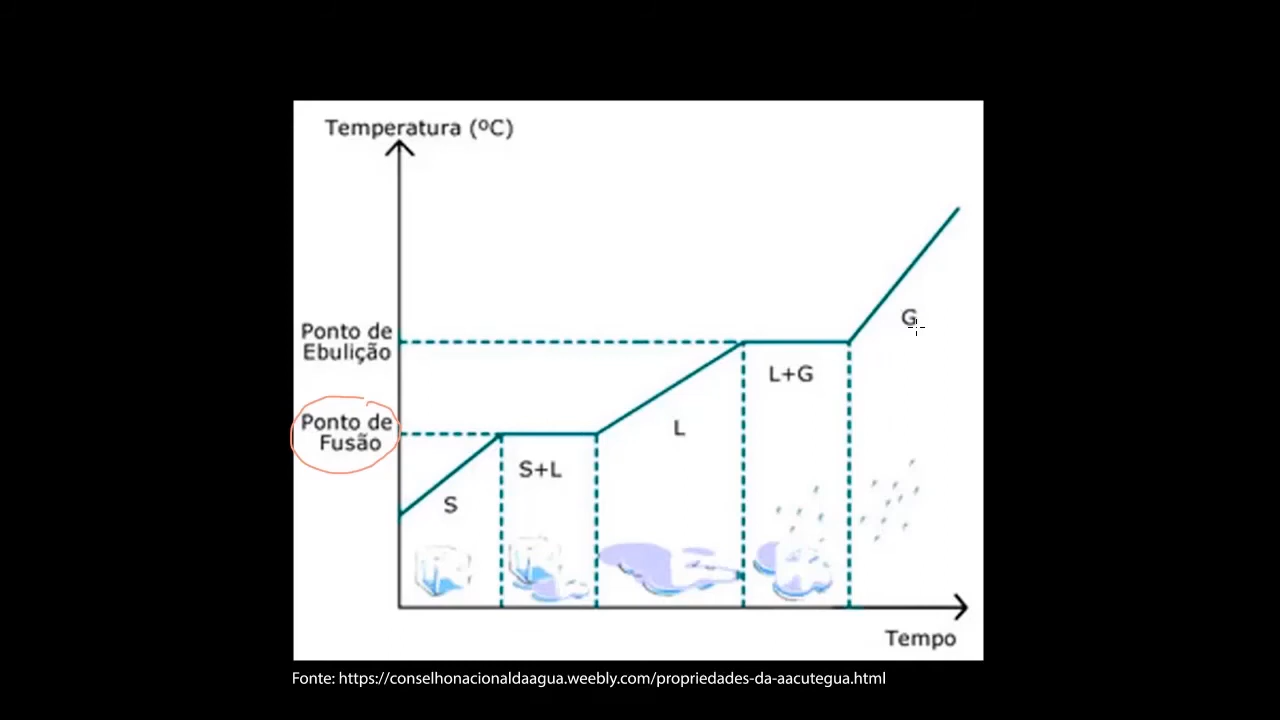 Temperatura (ºC)
Ponto de
Ebulição
L+G
G
Ponto de
Fusão
L
S+L
S
Tempo
Fonte: https://conselhonacionaldaagua.weebly.com/propriedades-da-aacutegua.html